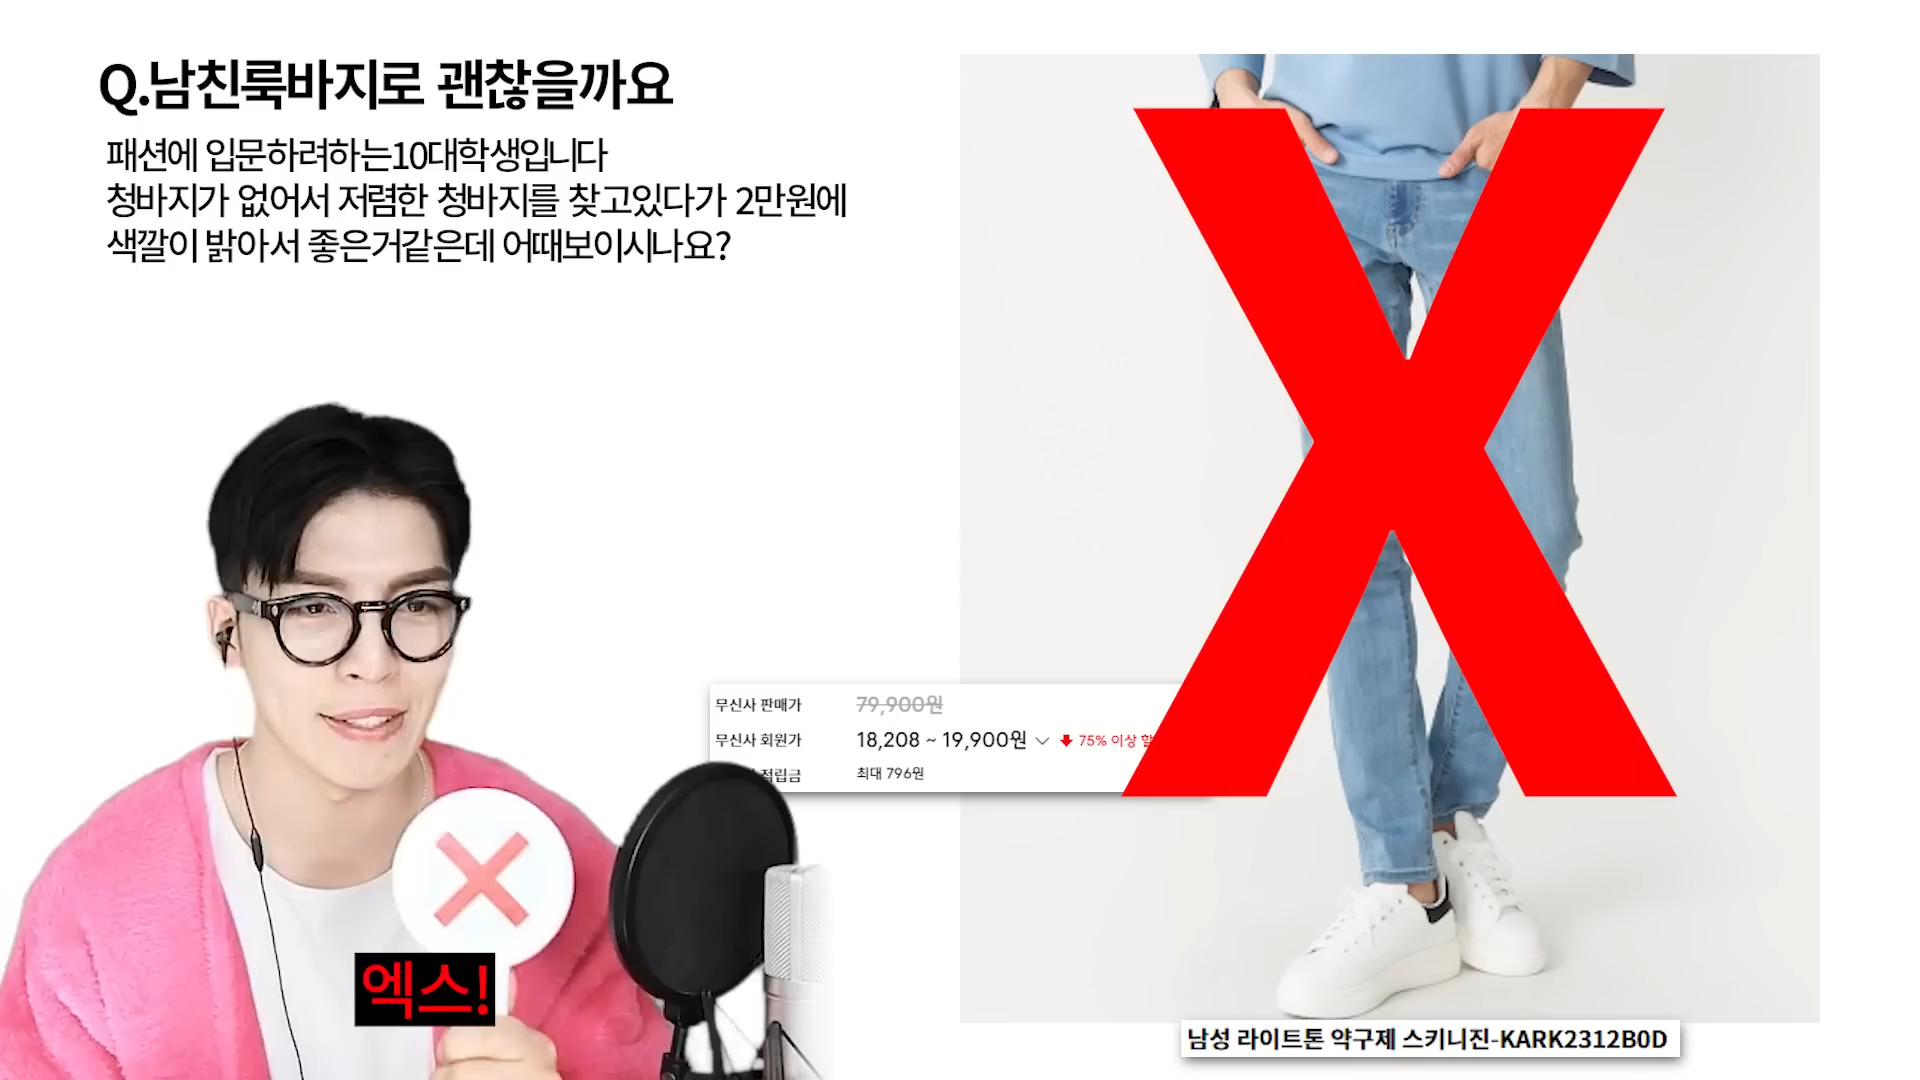 Q.남친룩바지로 괜찮을까요
패션에 입문하려하는10대학생입니다
청바지가 없어서 저렴한 청바지를 찾고있다가 2만원에
색깔이 밝아서 좋은거같은데 어때보이시나요?
무신사 판매가 79,900원
무신사 회원가 18,208 ~ 19,900원 75% 이상
적립금 최대 796원
엑스!
남성 라이트톤 약구제 스키니진-KARK2312B0D